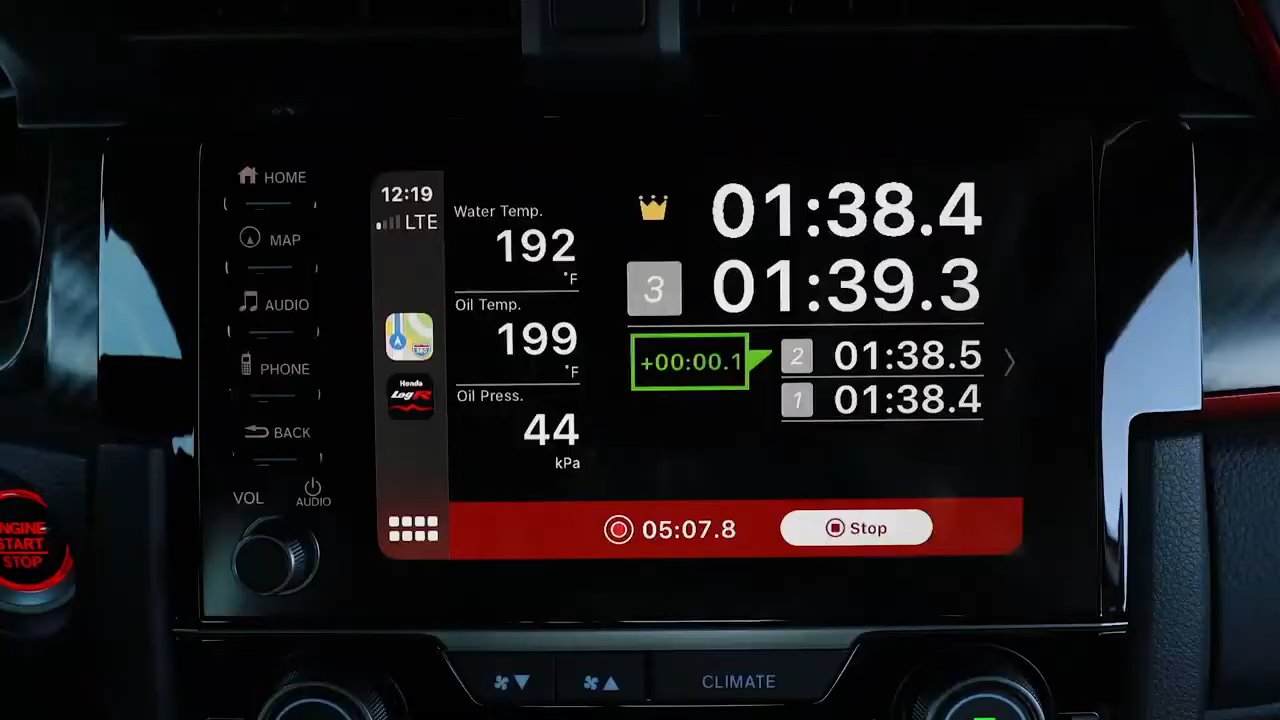 HOME
MAP
AUDIO
PHONE
BACK
VOL
AUDIO
ENGINE
START
STOP
12:19
LTE
Honda
LogR
Water Temp.
192
°F
Oil Temp.
199
°F
Oil Press.
44
kPa
01:38.4
3 01:39.3
+00:00.1
2 01:38.5
1 01:38.4
05:07.8
Stop
CLIMATE